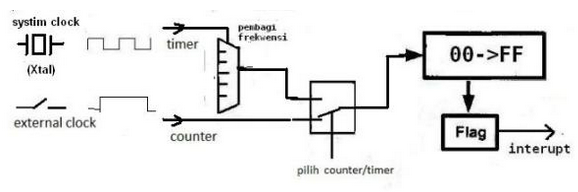 systim clock
(Xtal)
timer
pembagi
frekwensi
external clock
counter
pilih counter/timer
00->FF
Flag
interupt